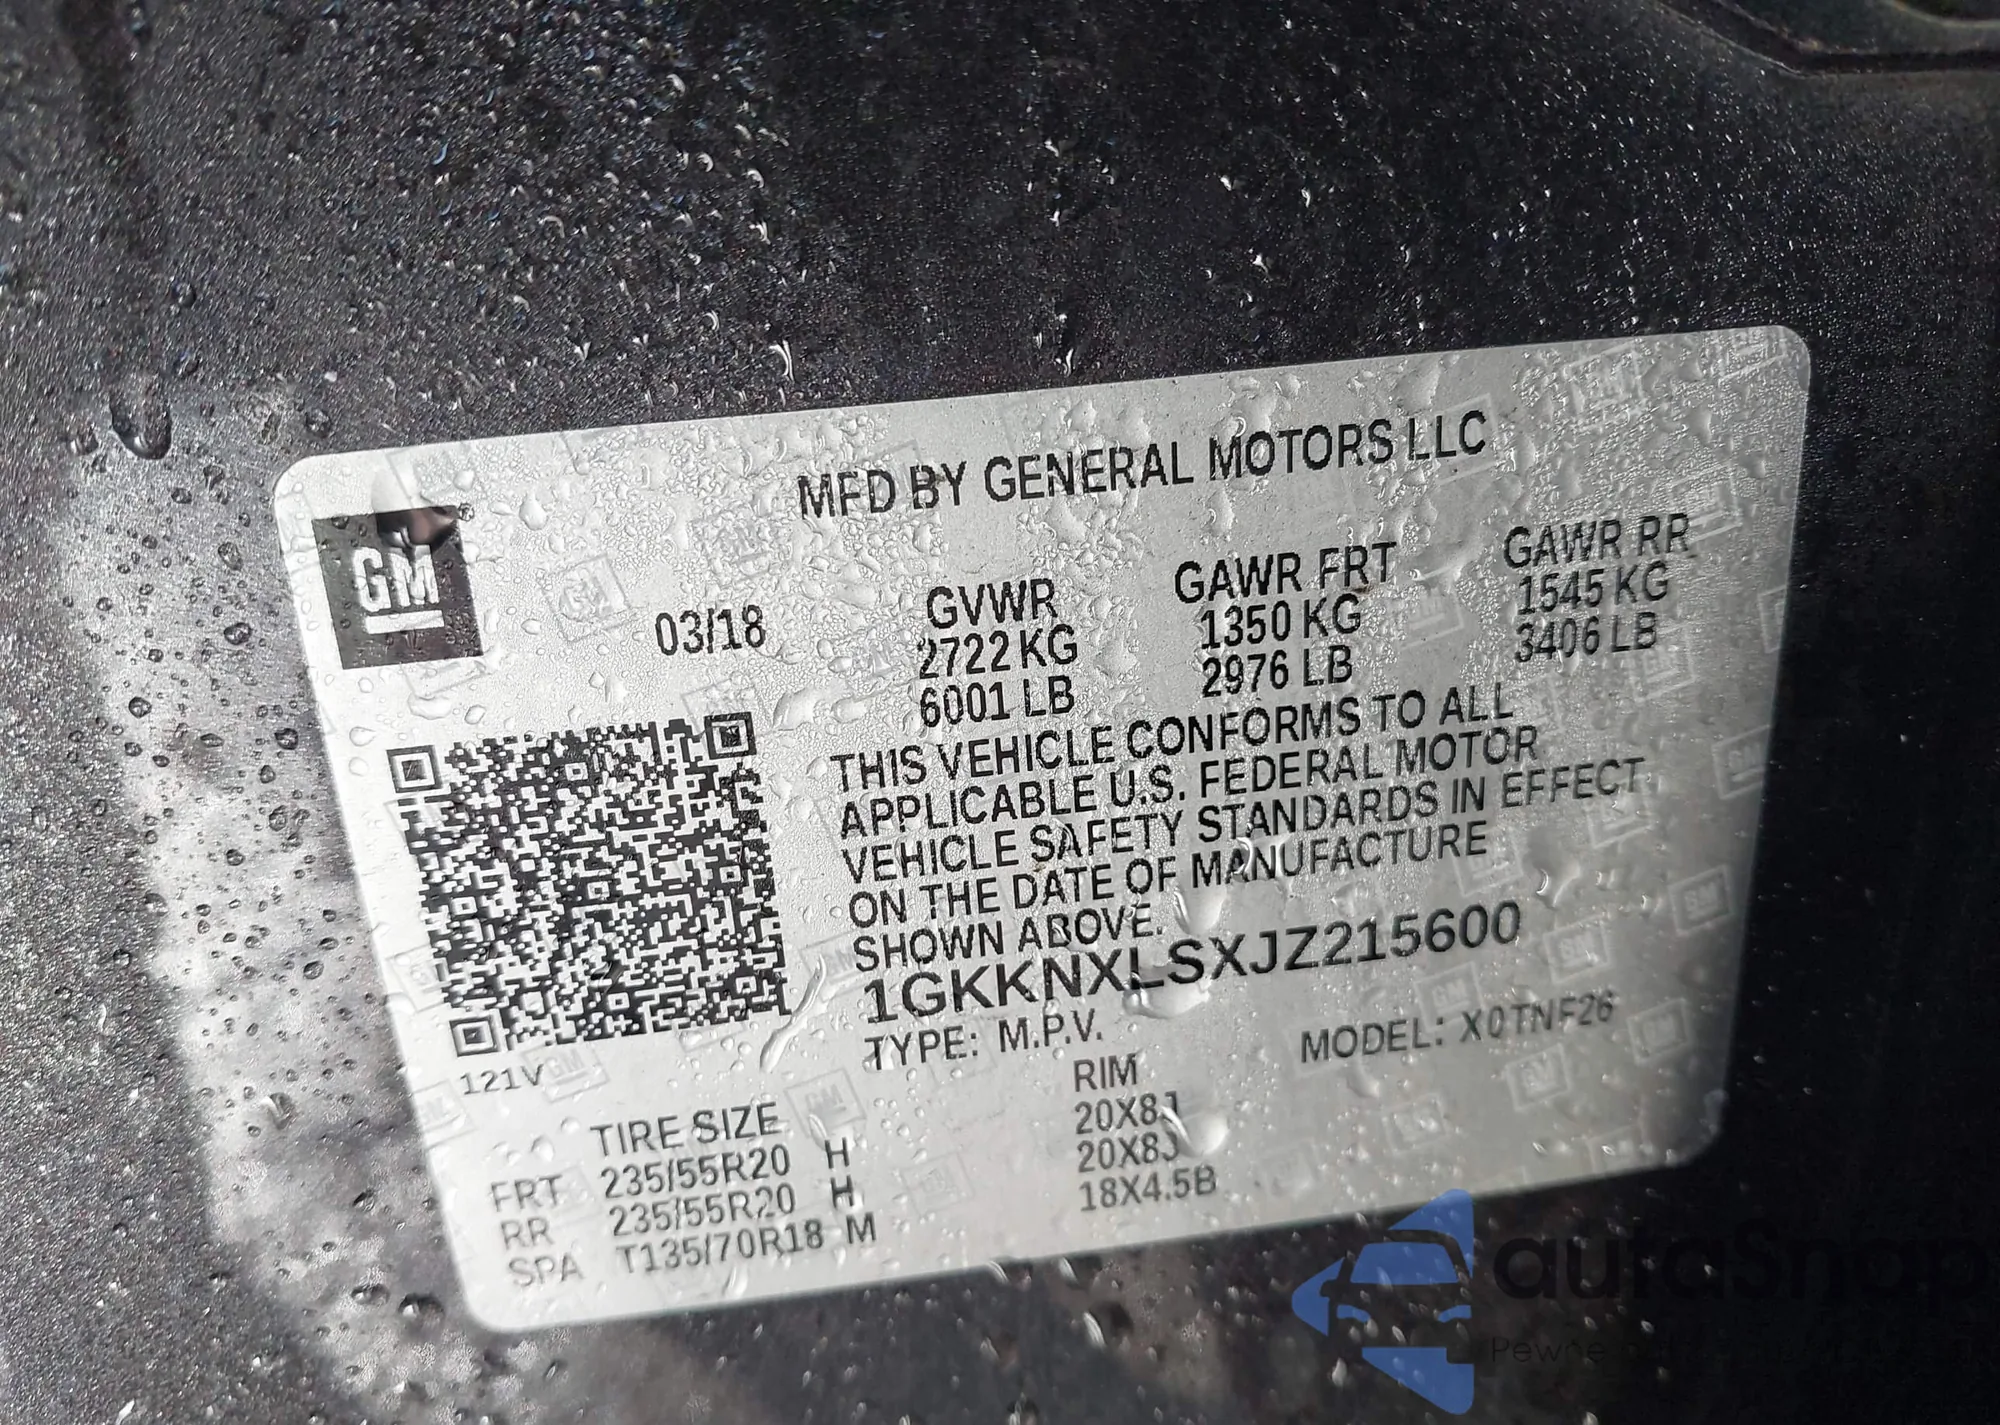 MFD BY GENERAL MOTORS LLC
GM
03/18
GVWR
2722 KG
6001 LB
GAWR FRT
1350 KG
2976 LB
GAWR RR
1545 KG
3406 LB
THIS VEHICLE CONFORMS TO ALL
APPLICABLE U.S. FEDERAL MOTOR
VEHICLE SAFETY STANDARDS IN EFFECT
ON THE DATE OF MANUFACTURE
SHOWN ABOVE.
1GKKNXLSXJZ215600
TYPE: M.P.V.
MODEL: X0TNF26
121V
TIRE SIZE
RIM
FRT 235/55R20 H 20X8J
RR 235/55R20 H 20X8J
SPA T135/70R18 M 18X4.5B
autaSnap